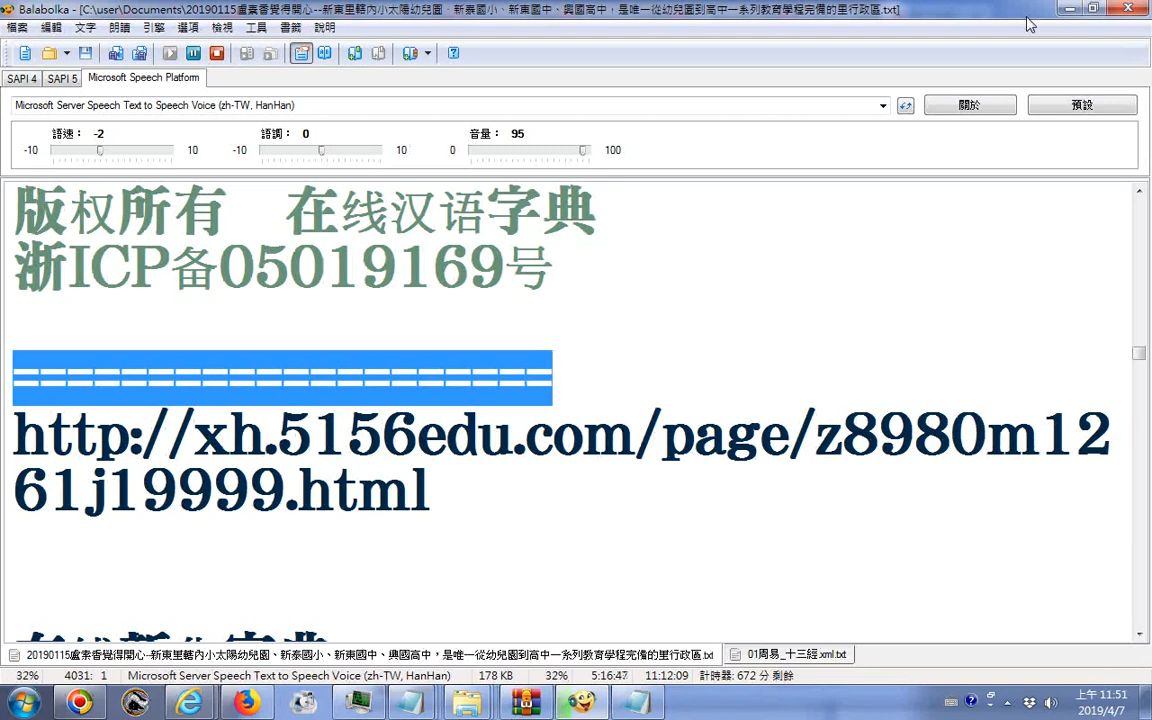 Balabolka - [C:\user\Documents\20190115盧素香覺得開心--新東里轄內小太陽幼兒園、新泰國小、新東國中、興國高中，是唯一從幼兒園到高中一系列教育學程完備的里行政區.txt]
檔案 編輯 文字 朗讀 引擎 選項 檢視 工具 書籤 說明
SAPI 4 SAPI 5 Microsoft Speech Platform
Microsoft Server Speech Text to Speech Voice (zh-TW, HanHan) 關於 預設
語速： -2 語調： 0 音量： 95
-10 10 -10 10 0 100
版权所有　在线汉语字典
浙ICP备05019169号
====================
http://xh.5156edu.com/page/z8980m12
61j19999.html
20190115盧素香覺得開心--新東里轄內小太陽幼兒園、新泰國小、新東國中、興國高中，是唯一從幼兒園到高中一系列教育學程完備的里行政區.txt 01周易_十三經.xml.txt
32% 4031: 1 Microsoft Server Speech Text to Speech Voice (zh-TW, HanHan) 178 KB 32% 5:16:47 11:12:09 計時器: 672 分 剩餘
上午 11:51
2019/4/7